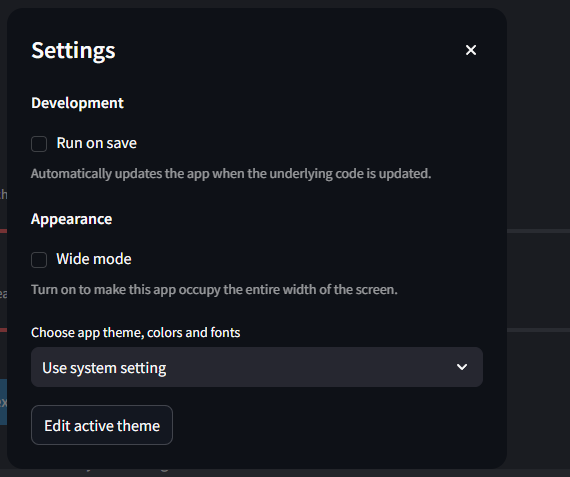 Settings
Development
Run on save
Automatically updates the app when the underlying code is updated.
Appearance
Wide mode
Turn on to make this app occupy the entire width of the screen.
Choose app theme, colors and fonts
Use system setting
Edit active theme